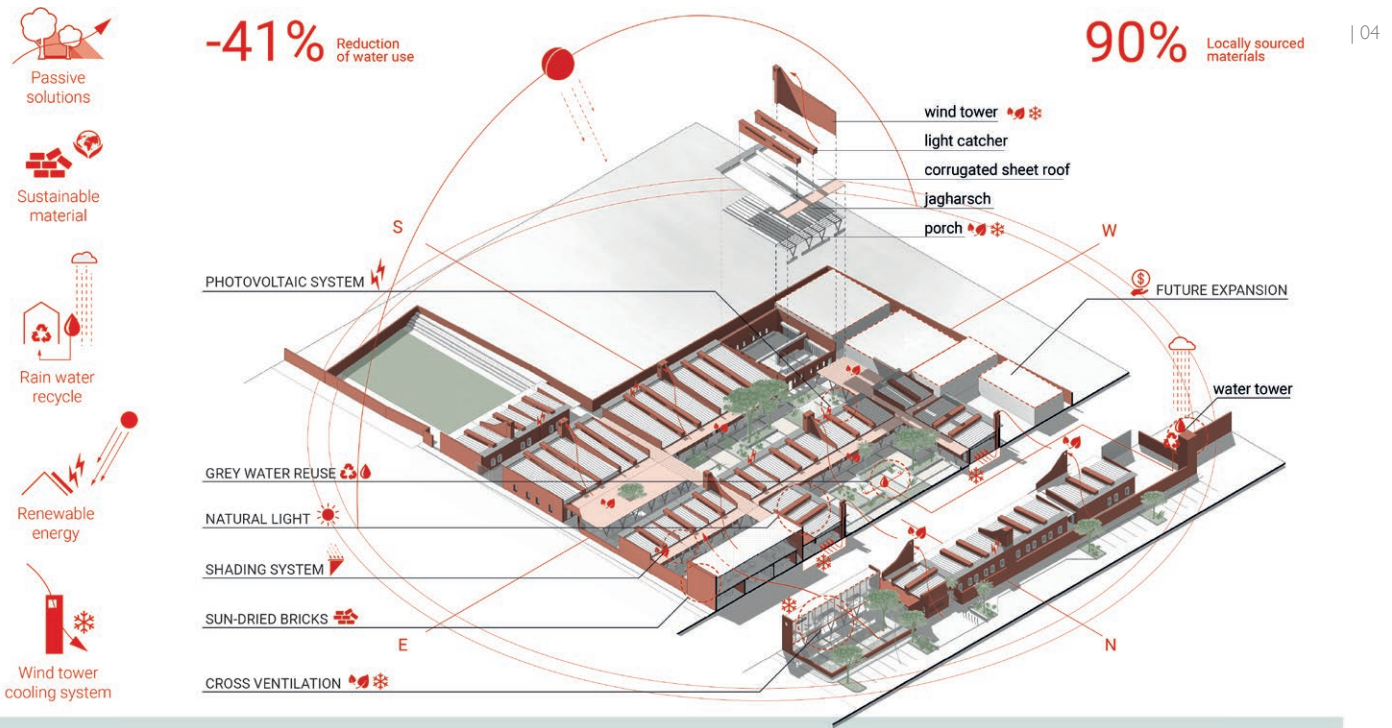 Passive
solutions
Sustainable
material
Rain water
recycle
Renewable
energy
Wind tower
cooling system
-41%
Reduction
of water use
90%
Locally sourced
materials
| 04
wind tower
light catcher
corrugated sheet roof
jagharsch
porch
S
W
PHOTOVOLTAIC SYSTEM
$
FUTURE EXPANSION
water tower
GREY WATER REUSE
NATURAL LIGHT
SHADING SYSTEM
SUN-DRIED BRICKS
E
N
CROSS VENTILATION